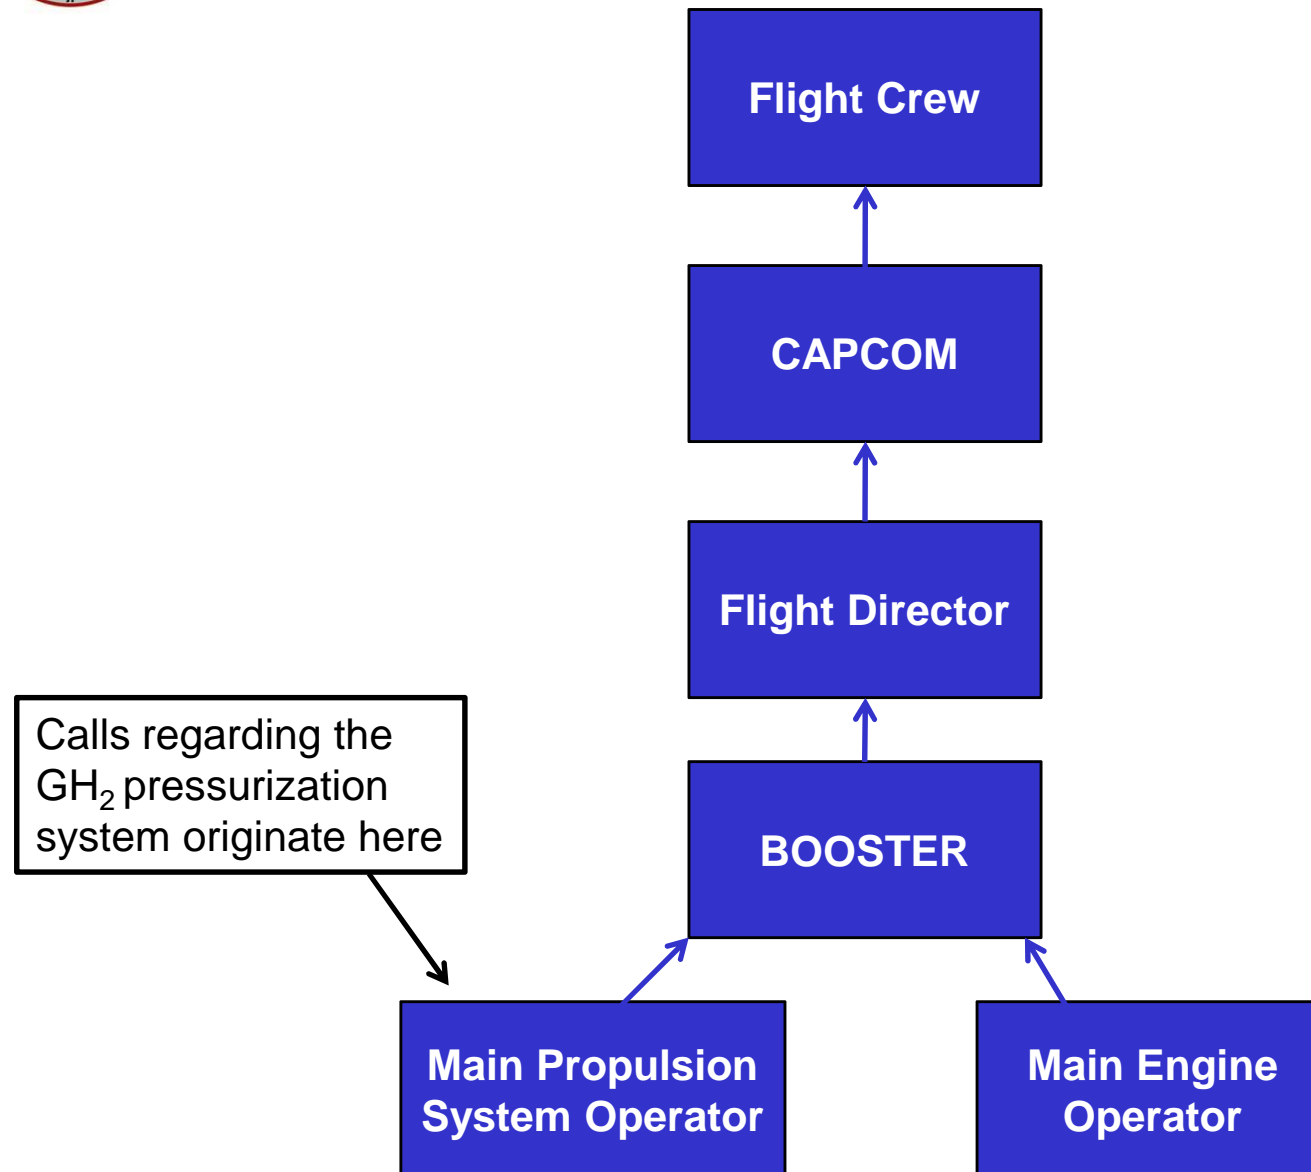 Flight Crew
CAPCOM
Flight Director
Calls regarding the
GH₂ pressurization
system originate here
BOOSTER
Main Propulsion
System Operator
Main Engine
Operator